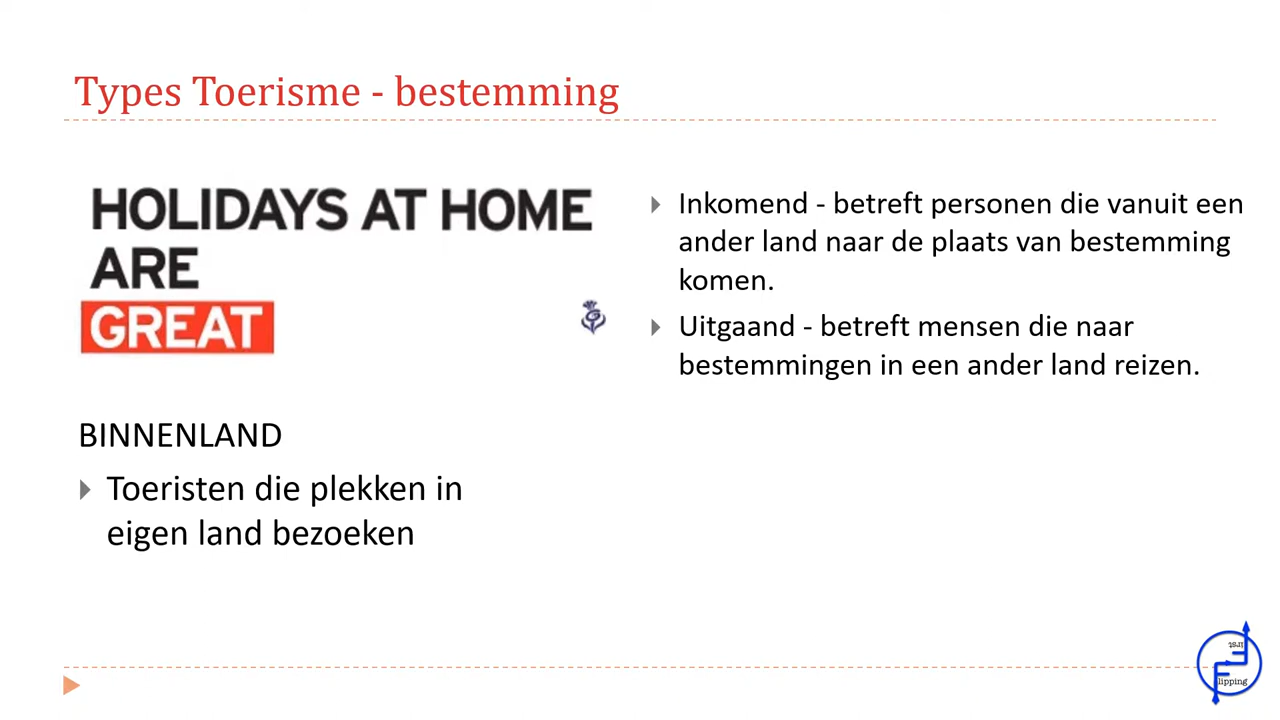 Types Toerisme - bestemming
HOLIDAYS AT HOME
ARE
GREAT
BINNENLAND
Toeristen die plekken in
eigen land bezoeken
Inkomend - betreft personen die vanuit een
ander land naar de plaats van bestemming
komen.
Uitgaand - betreft mensen die naar
bestemmingen in een ander land reizen.
Flipping